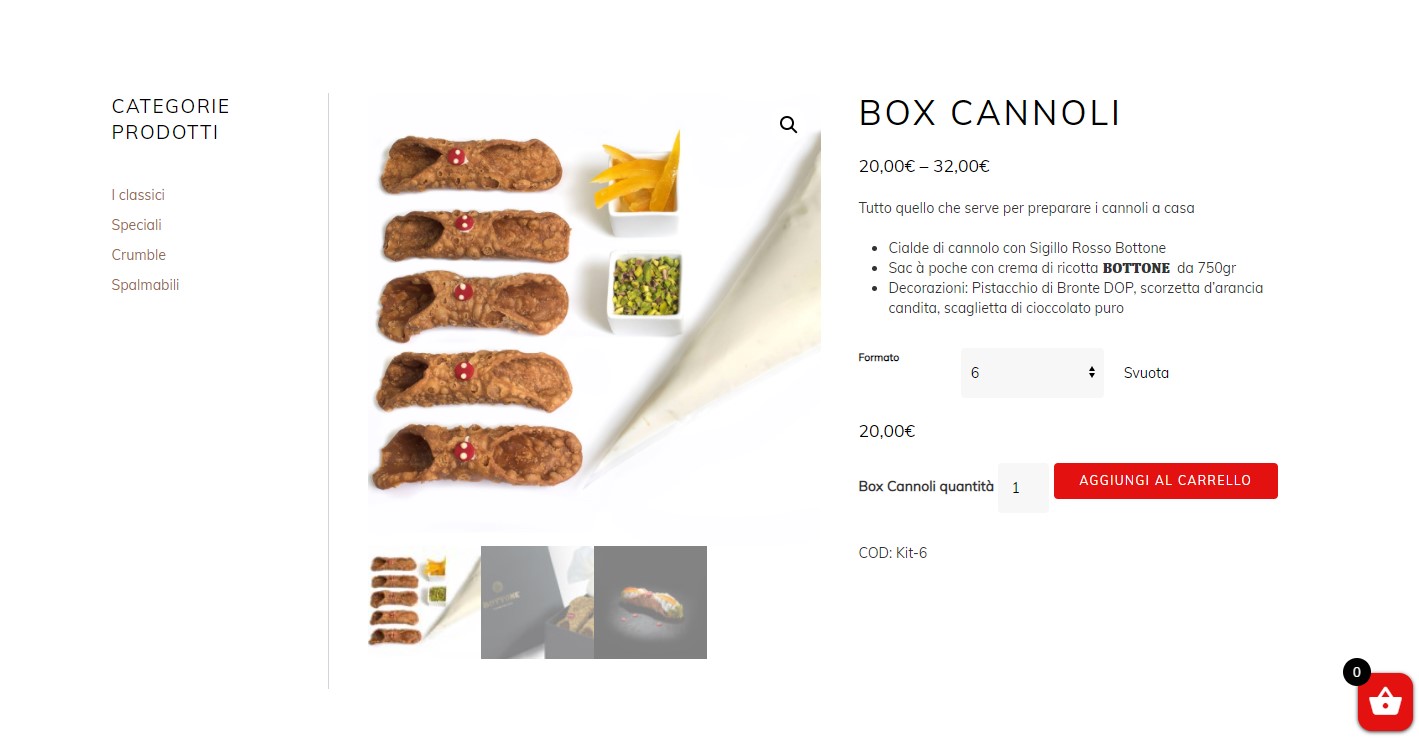 CATEGORIE
PRODOTTI
I classici
Speciali
Crumble
Spalmabili
BOX CANNOLI
20,00€ – 32,00€
Tutto quello che serve per preparare i cannoli a casa
Cialde di cannolo con Sigillo Rosso Bottone
Sac à poche con crema di ricotta BOTTONE da 750gr
Decorazioni: Pistacchio di Bronte DOP, scorzetta d’arancia
candita, scaglietta di cioccolato puro
Formato
6
Svuota
20,00€
Box Cannoli quantità
1
AGGIUNGI AL CARRELLO
COD: Kit-6
BOTTONE
0